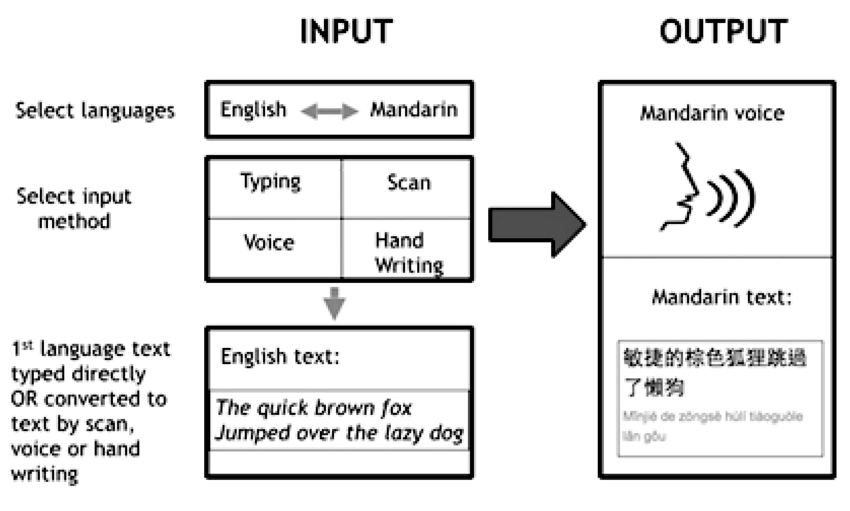 INPUT
OUTPUT
Select languages
English
Mandarin
Select input
method
Typing
Scan
Voice
Hand
Writing
1st language text
typed directly
OR converted to
text by scan,
voice or hand
writing
English text:
The quick brown fox
Jumped over the lazy dog
Mandarin voice
Mandarin text:
敏捷的棕色狐狸跳過
了懶狗
Mǐnjié de zōngsè húlí tiàoguòle
lǎn gǒu